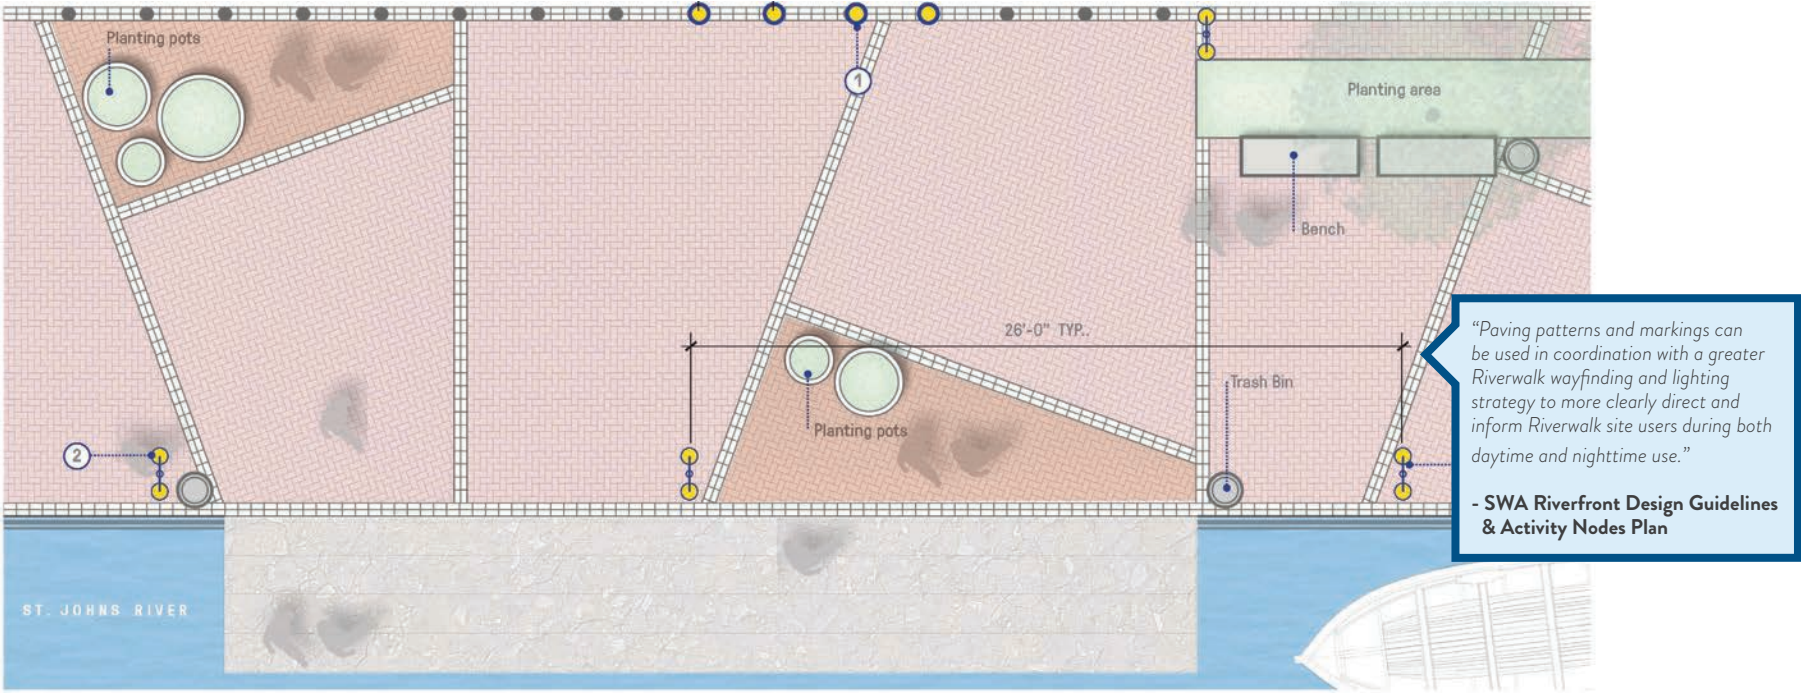 Planting pots
1
Planting area
Bench
26'-0" TYP..
Planting pots
Trash Bin
2
ST. JOHNS RIVER
“Paving patterns and markings can
be used in coordination with a greater
Riverwalk wayfinding and lighting
strategy to more clearly direct and
inform Riverwalk site users during both
daytime and nighttime use.”
- SWA Riverfront Design Guidelines
& Activity Nodes Plan